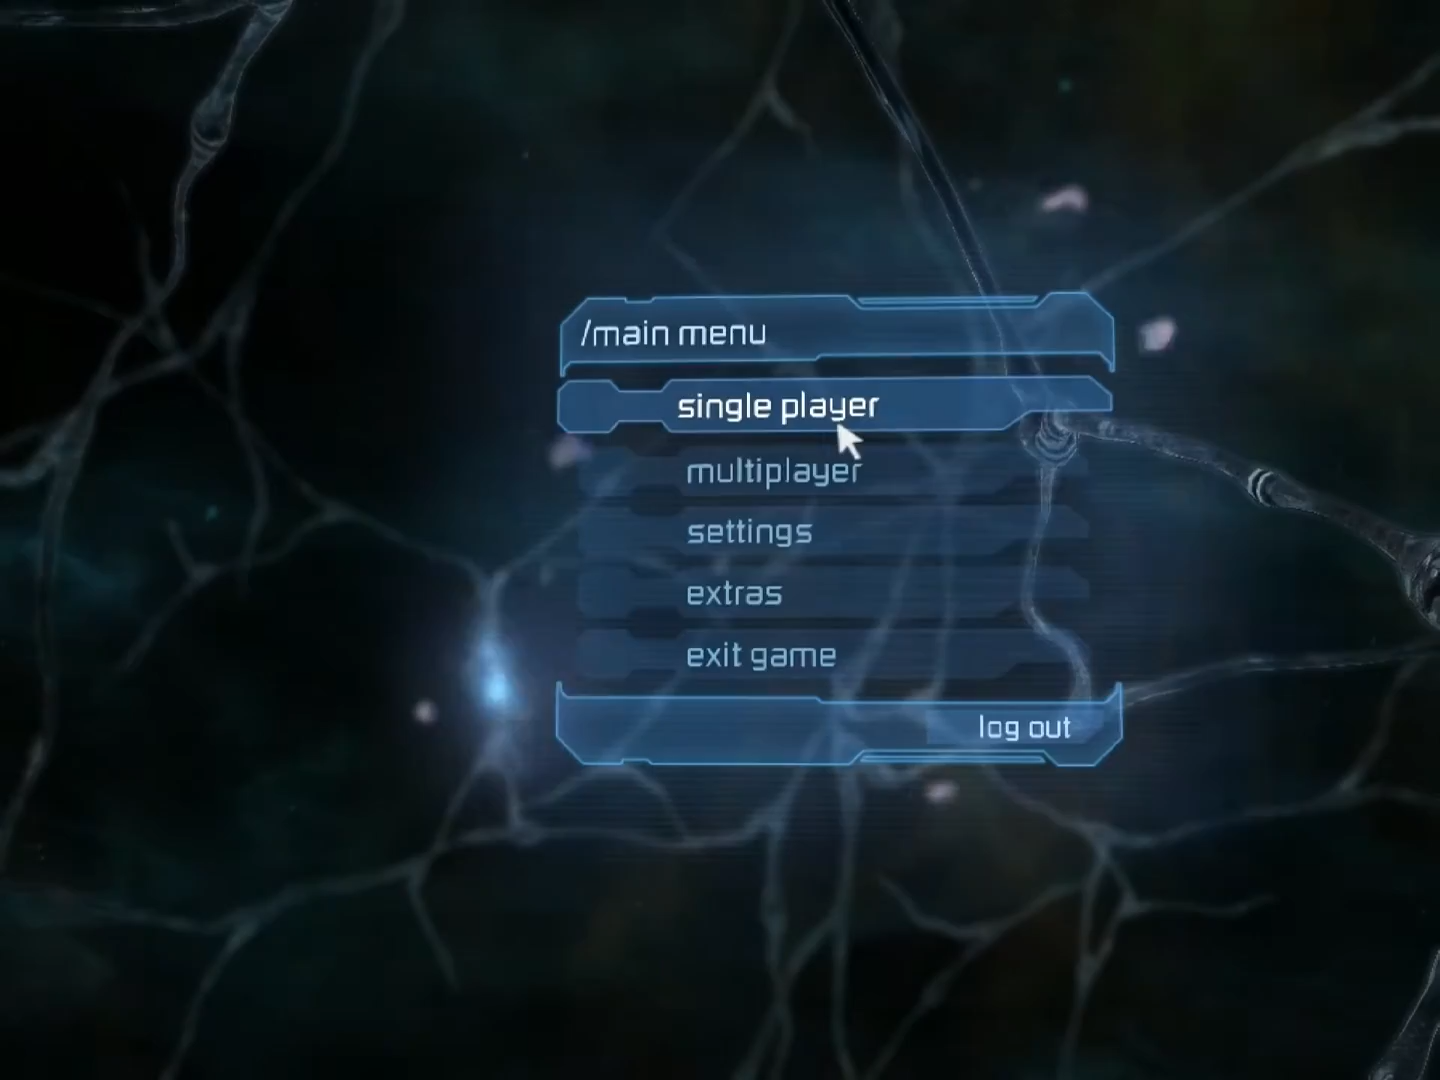 /main menu
single player
multiplayer
settings
extras
exit game
log out